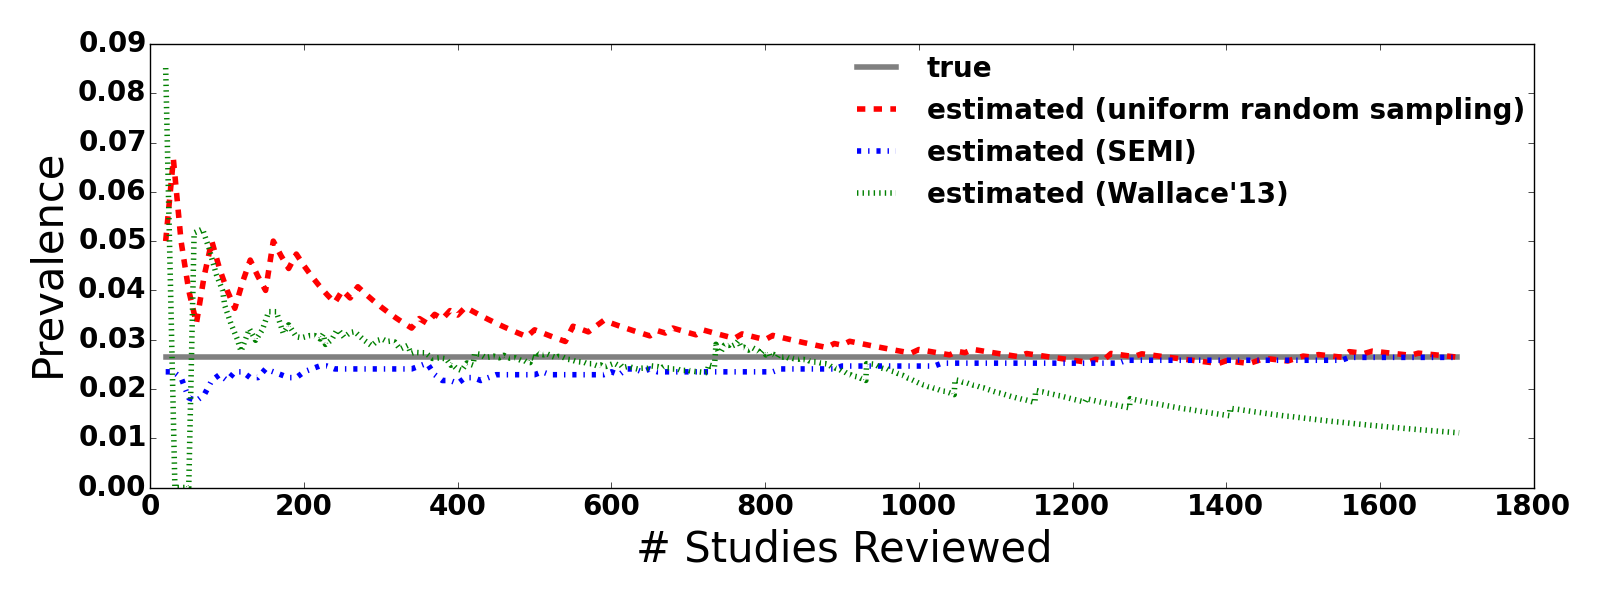 0.09
0.08
0.07
0.06
0.05
0.04
0.03
0.02
0.01
0.00
Prevalence
true
estimated (uniform random sampling)
estimated (SEMI)
estimated (Wallace'13)
0 200 400 600 800 1000 1200 1400 1600 1800
# Studies Reviewed